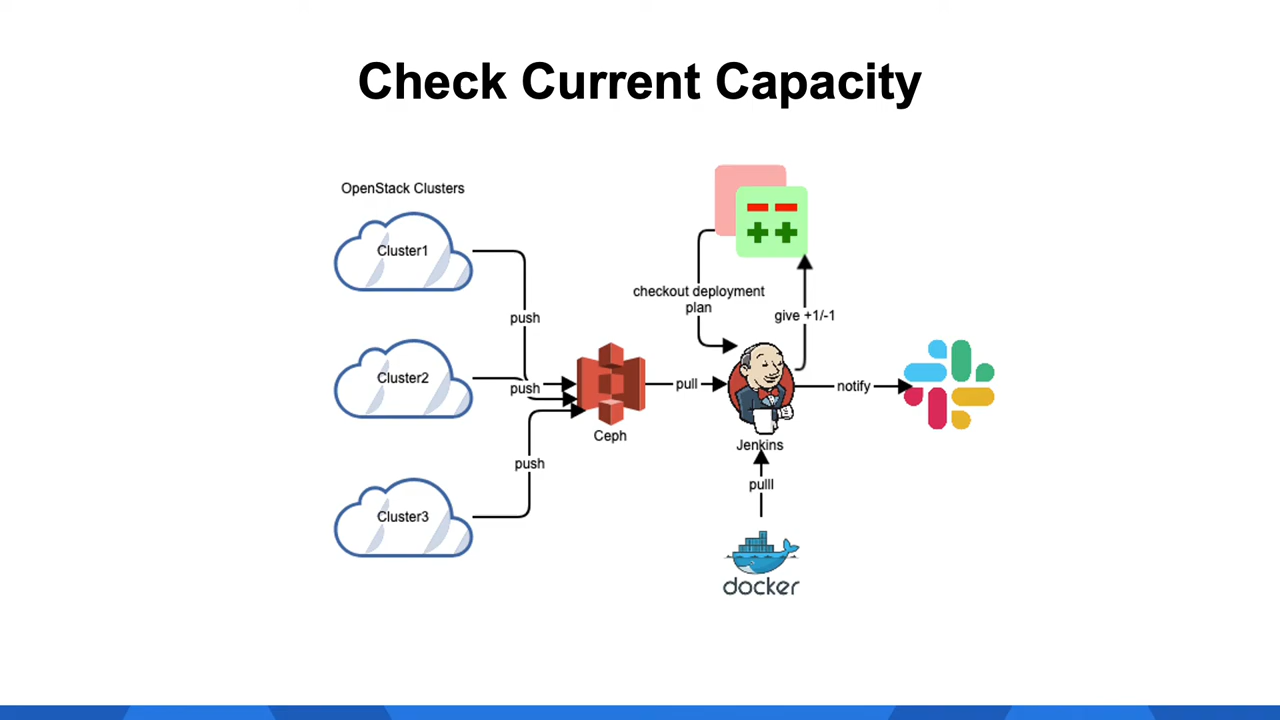 Check Current Capacity
OpenStack Clusters
Cluster1
push
Cluster2
push
Cluster3
push
Ceph
pull
checkout deployment
plan
give +1/-1
Jenkins
notify
pulll
docker